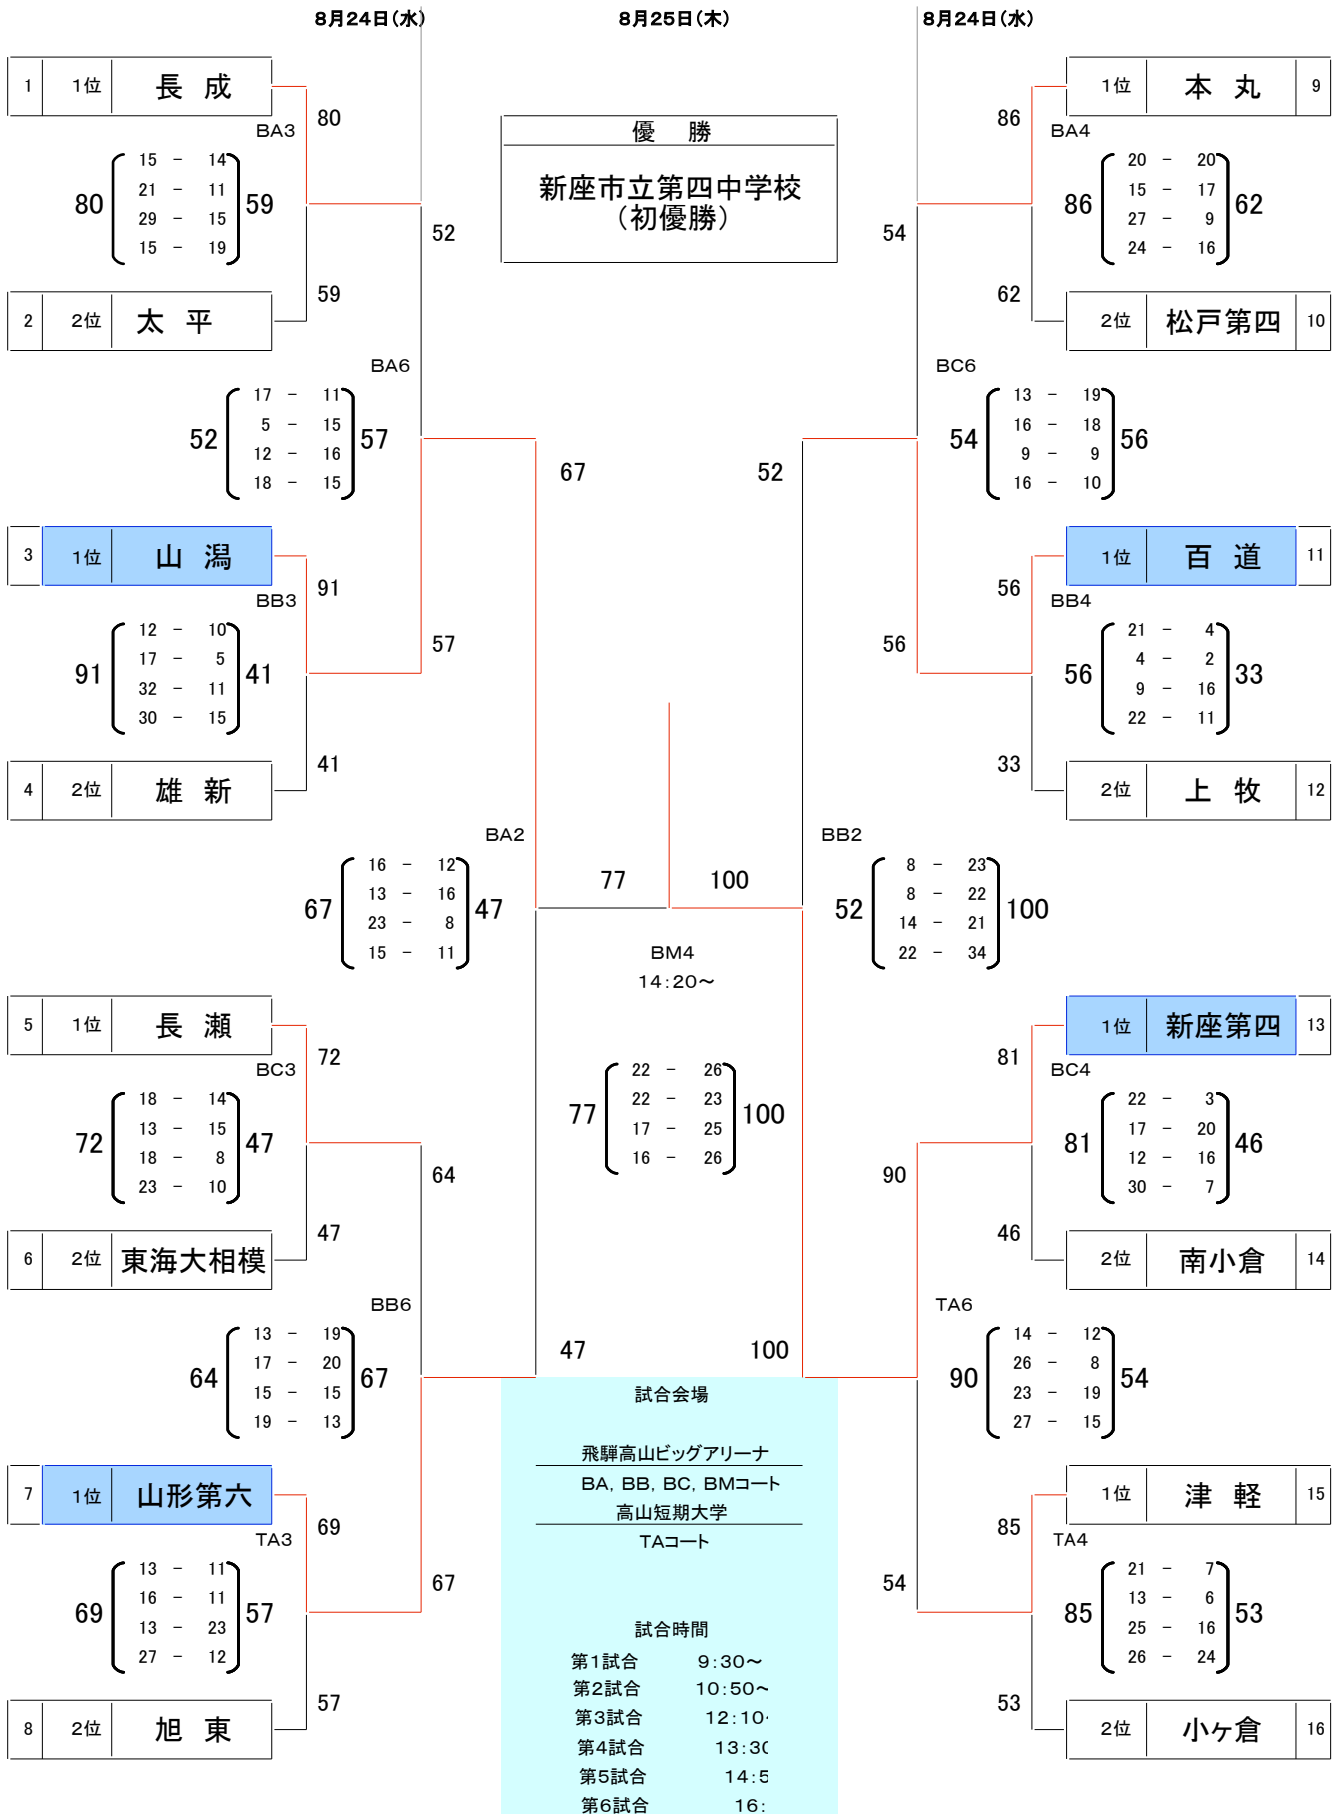 8月24日(水)
8月25日(木)
8月24日(水)
優　勝
新座市立第四中学校
(初優勝)
1 1位 長 成
80
BA3
80 59
15 - 14
21 - 11
29 - 15
15 - 19
59
2 2位 太 平
52
BA6
52 57
17 - 11
5 - 15
12 - 16
18 - 15
67
3 1位 山 潟
91
BB3
91 41
12 - 10
17 - 5
32 - 11
30 - 15
57
41
4 2位 雄 新
BA2
67 47
16 - 12
13 - 16
23 - 8
15 - 11
5 1位 長 瀬
72
BC3
72 47
18 - 14
13 - 15
18 - 8
23 - 10
64
47
6 2位 東海大相模
BB6
64 67
13 - 19
17 - 20
15 - 15
19 - 13
47
7 1位 山形第六
69
TA3
69 57
13 - 11
16 - 11
13 - 23
27 - 12
67
57
8 2位 旭 東
77 100
BM4
14:20～
77 100
22 - 26
22 - 23
17 - 25
16 - 26
1位 本 丸 9
86
BA4
86 62
20 - 20
15 - 17
27 - 9
24 - 16
54
62
2位 松戸第四 10
BC6
54 56
13 - 19
16 - 18
9 - 9
16 - 10
52
1位 百 道 11
56
BB4
56 33
21 - 4
4 - 2
9 - 16
22 - 11
56
33
2位 上 牧 12
BB2
52 100
8 - 23
8 - 22
14 - 21
22 - 34
1位 新座第四 13
81
BC4
81 46
22 - 3
17 - 20
12 - 16
30 - 7
90
46
2位 南小倉 14
TA6
90 54
14 - 12
26 - 8
23 - 19
27 - 15
100
1位 津 軽 15
85
TA4
85 53
21 - 7
13 - 6
25 - 16
26 - 24
54
53
2位 小ヶ倉 16
試合会場
飛騨高山ビッグアリーナ
BA, BB, BC, BMコート
高山短期大学
TAコート
試合時間
第1試合 9:30～
第2試合 10:50～
第3試合 12:10
第4試合 13:30
第5試合 14:5
第6試合 16: